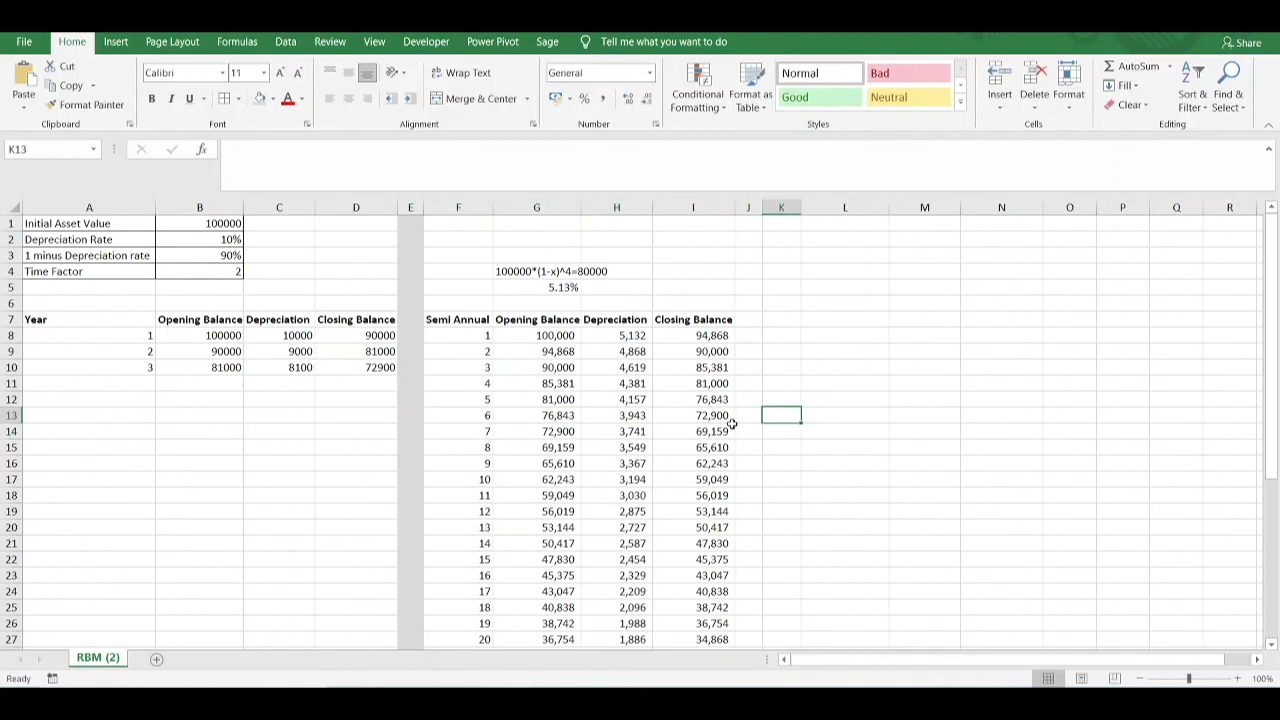 File Home Insert Page Layout Formulas Data Review View Developer Power Pivot Sage Tell me what you want to do Share
Cut
Copy
Format Painter
Paste
Clipboard
Calibri 11
B I U
Font
Wrap Text
Merge & Center
Alignment
General
% ,
Number
Conditional Formatting
Format as Table
Normal Bad
Good Neutral
Styles
Insert Delete Format
Cells
AutoSum
Fill
Clear
Sort & Filter
Find & Select
Editing
K13 fx
A B C D E F G H I J K L M N O P Q R
1 Initial Asset Value 100000
2 Depreciation Rate 10%
3 1 minus Depreciation rate 90%
4 Time Factor 2 100000*(1-x)^4=80000
5 5.13%
6
7 Year Opening Balance Depreciation Closing Balance Semi Annual Opening Balance Depreciation Closing Balance
8 1 100000 10000 90000 1 100,000 5,132 94,868
9 2 90000 9000 81000 2 94,868 4,868 90,000
10 3 81000 8100 72900 3 90,000 4,619 85,381
11 4 85,381 4,381 81,000
12 5 81,000 4,157 76,843
13 6 76,843 3,943 72,900
14 7 72,900 3,741 69,159
15 8 69,159 3,549 65,610
16 9 65,610 3,367 62,243
17 10 62,243 3,194 59,049
18 11 59,049 3,030 56,019
19 12 56,019 2,875 53,144
20 13 53,144 2,727 50,417
21 14 50,417 2,587 47,830
22 15 47,830 2,454 45,375
23 16 45,375 2,329 43,047
24 17 43,047 2,209 40,838
25 18 40,838 2,096 38,742
26 19 38,742 1,988 36,754
27 20 36,754 1,886 34,868
RBM (2)
Ready 100%